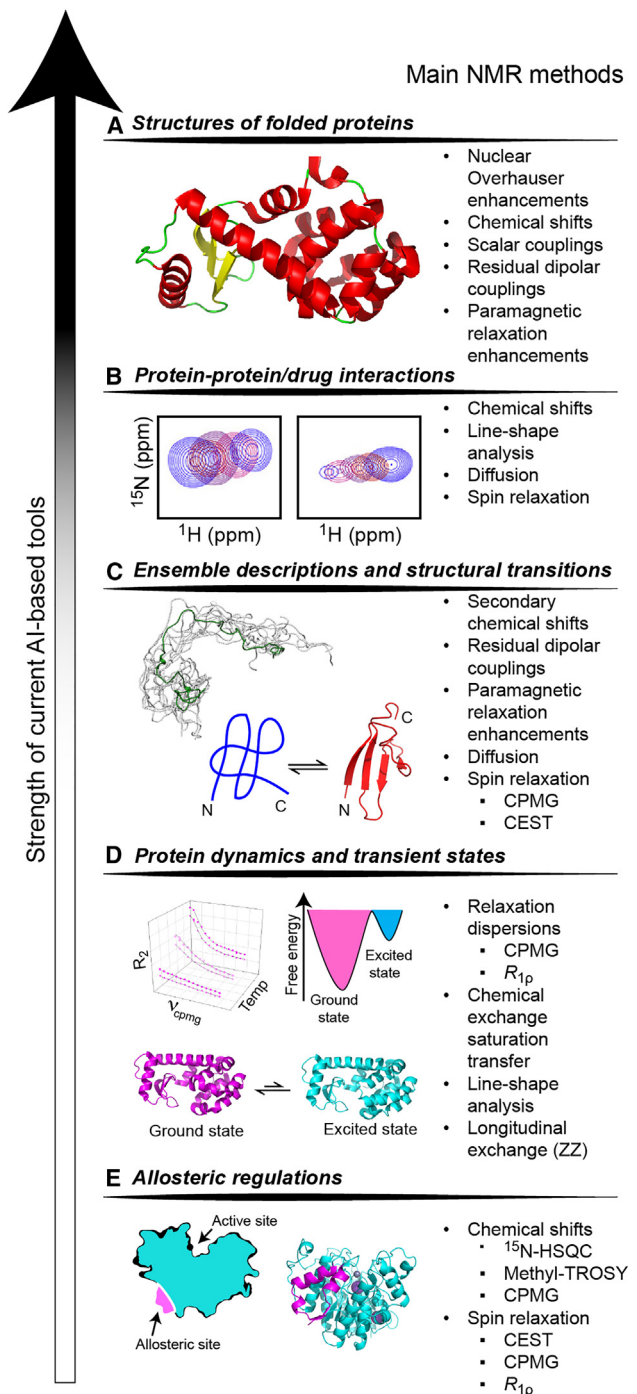 Main NMR methods
Strength of current AI-based tools
A Structures of folded proteins
• Nuclear
Overhauser
enhancements
• Chemical shifts
• Scalar couplings
• Residual dipolar
couplings
• Paramagnetic
relaxation
enhancements
B Protein-protein/drug interactions
15N (ppm)
1H (ppm)
1H (ppm)
• Chemical shifts
• Line-shape
analysis
• Diffusion
• Spin relaxation
C Ensemble descriptions and structural transitions
N
C
N
C
• Secondary
chemical shifts
• Residual dipolar
couplings
• Paramagnetic
relaxation
enhancements
• Diffusion
• Spin relaxation
▪ CPMG
▪ CEST
D Protein dynamics and transient states
R2
νcpmg
Temp
Free energy
Excited
state
Ground
state
Ground state
Excited state
• Relaxation
dispersions
▪ CPMG
▪ R1ρ
• Chemical
exchange
saturation
transfer
• Line-shape
analysis
• Longitudinal
exchange (ZZ)
E Allosteric regulations
Active site
Allosteric site
• Chemical shifts
▪ 15N-HSQC
▪ Methyl-TROSY
▪ CPMG
• Spin relaxation
▪ CEST
▪ CPMG
▪ R1ρ